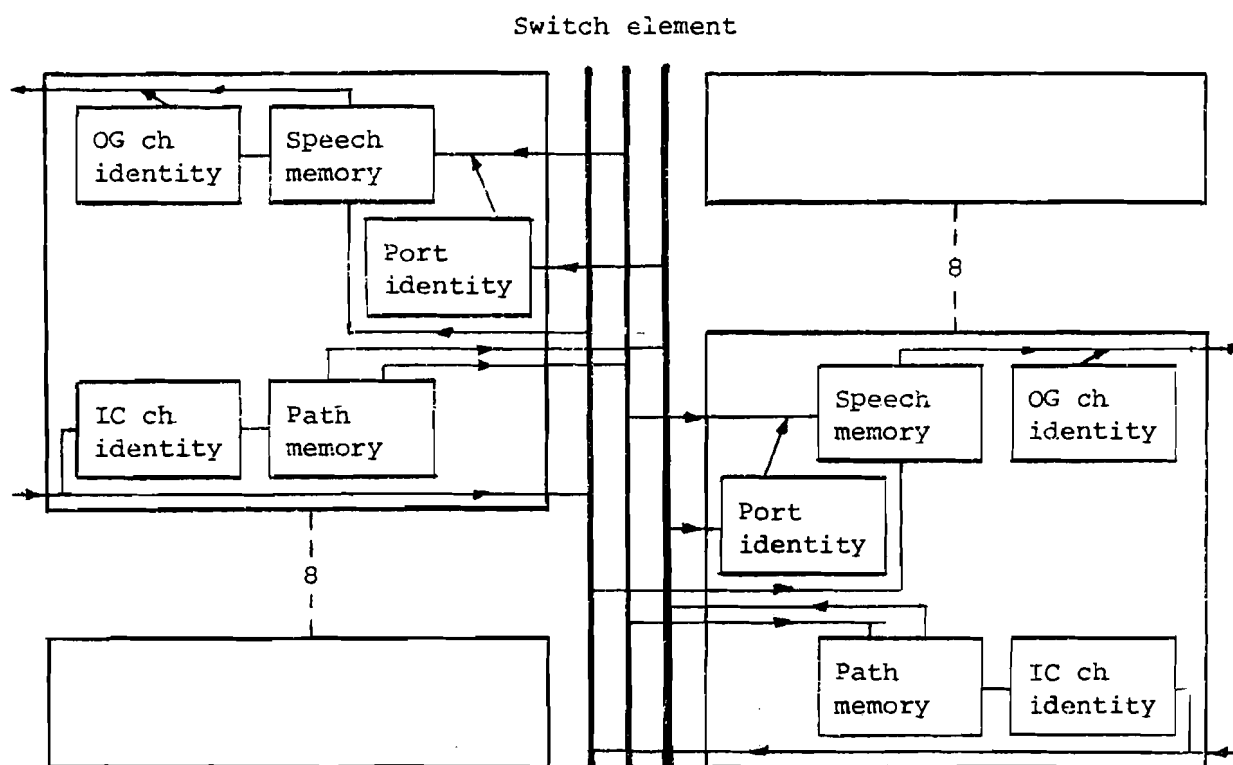 Switch element
OG ch
identity
Speech
memory
Port
identity
IC ch
identity
Path
memory
8
8
Speech
memory
OG ch
identity
Port
identity
Path
memory
IC ch
identity